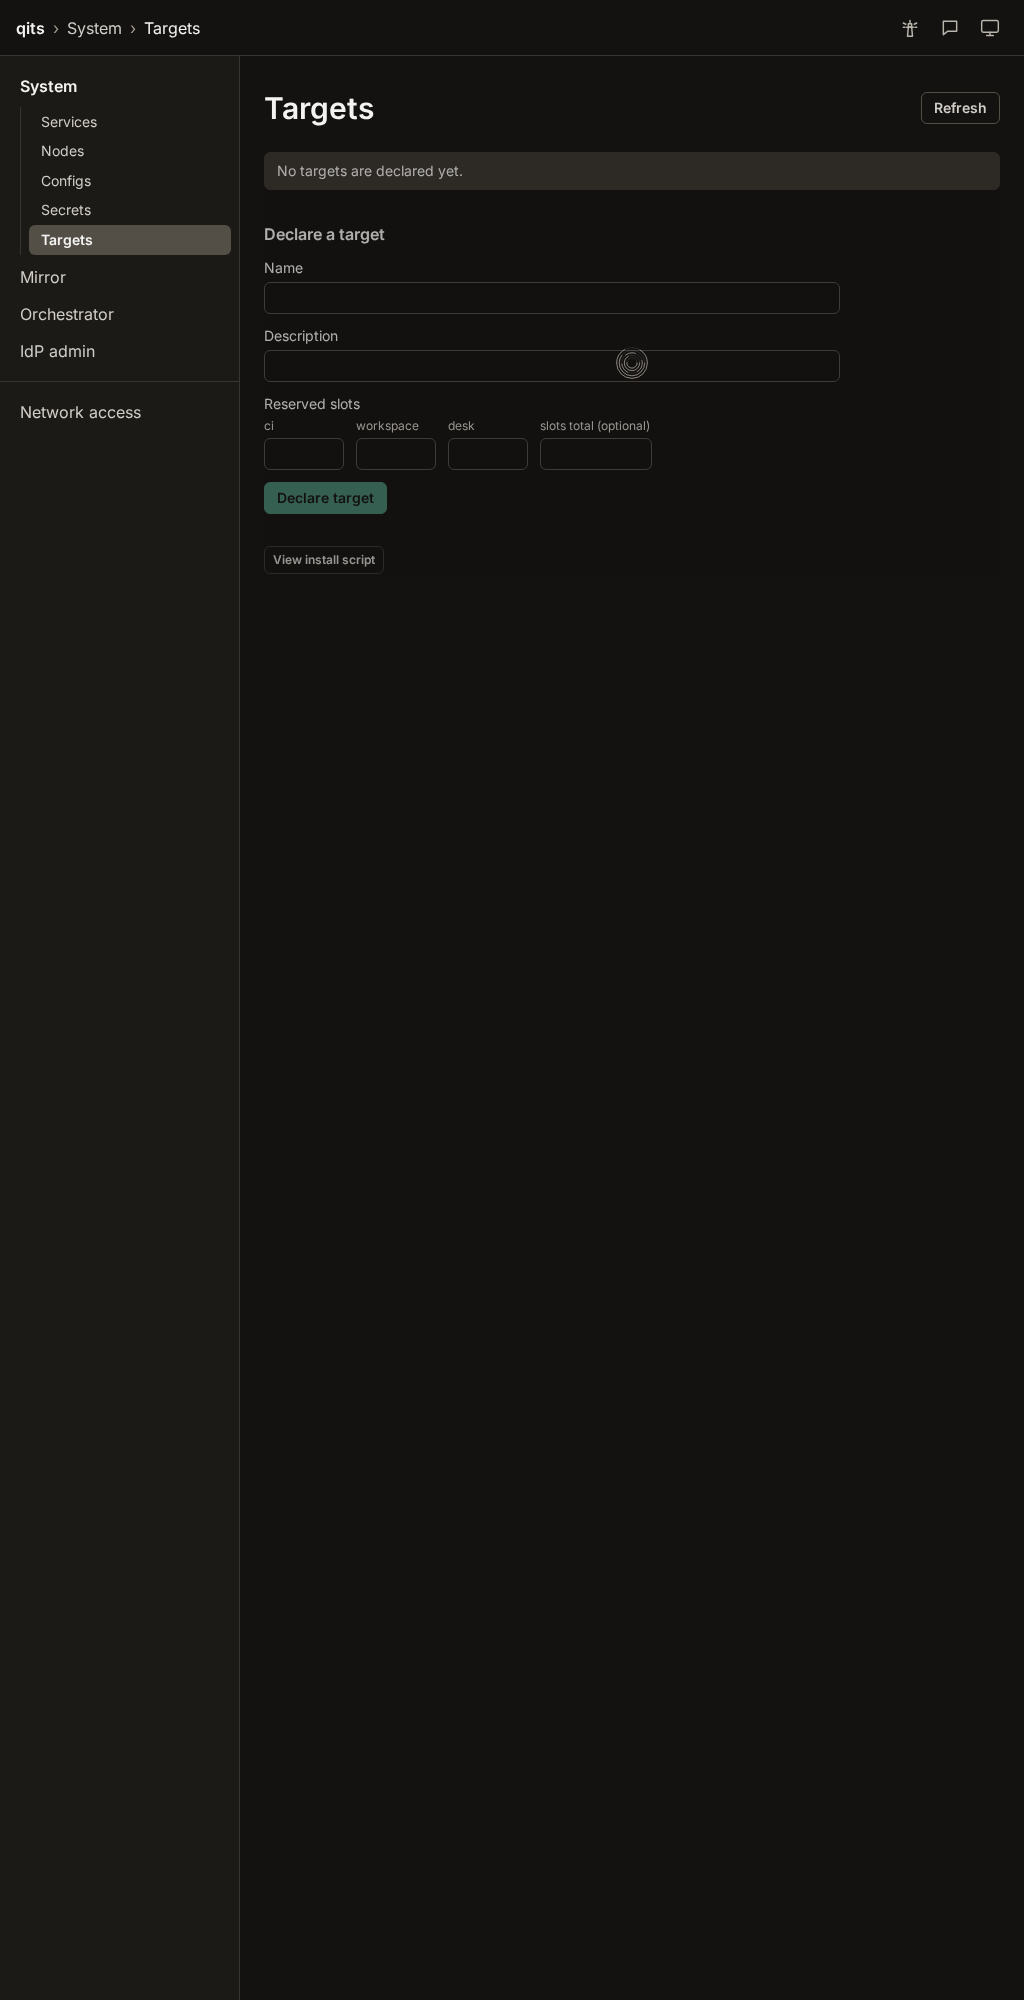 qits › System › Targets
System
Services
Nodes
Configs
Secrets
Targets
Mirror
Orchestrator
IdP admin
Network access
Targets
Refresh
No targets are declared yet.
Declare a target
Name
Description
Reserved slots
ci workspace desk slots total (optional)
Declare target
View install script